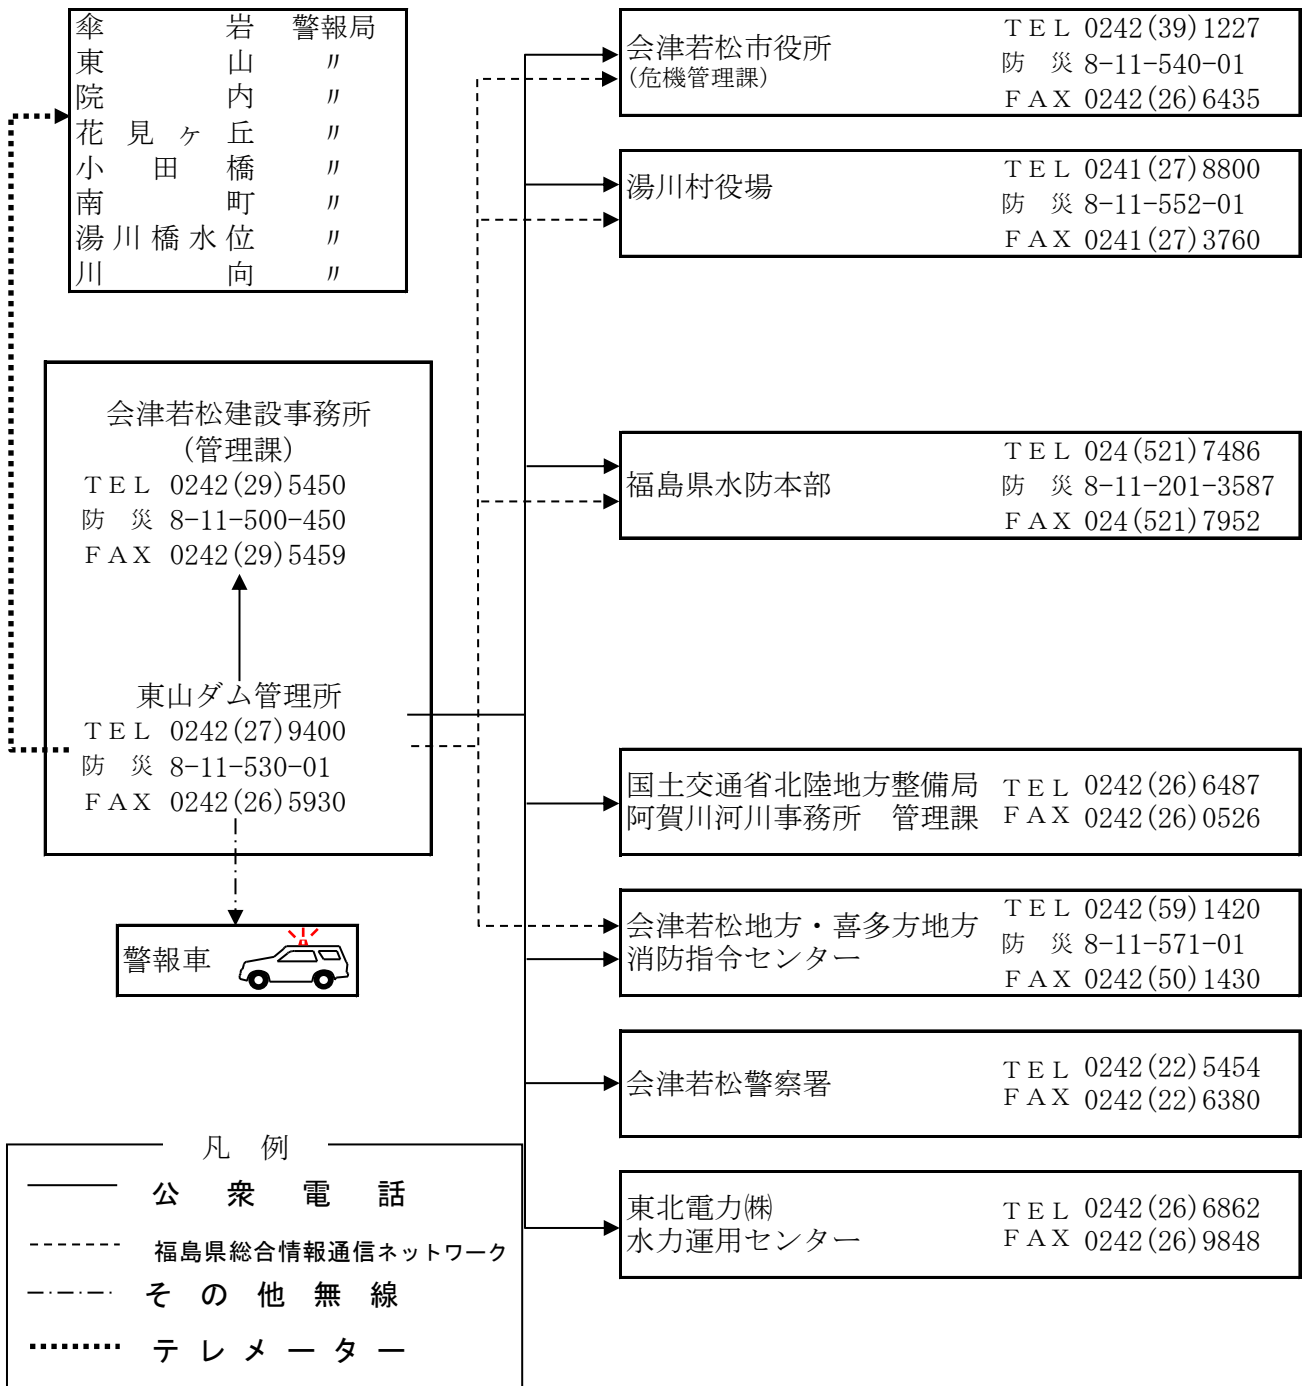 傘岩 警報局
東山 〃
院内 〃
花見ヶ丘 〃
小田橋 〃
南町 〃
湯川橋水位 〃
川向 〃
会津若松建設事務所
(管理課)
ＴＥＬ 0242(29)5450
防 災 8-11-500-450
ＦＡＸ 0242(29)5459
東山ダム管理所
ＴＥＬ 0242(27)9400
防 災 8-11-530-01
ＦＡＸ 0242(26)5930
警報車
凡 例
公衆電話
福島県総合情報通信ネットワーク
その他無線
テレメーター
会津若松市役所
(危機管理課)
ＴＥＬ 0242(39)1227
防 災 8-11-540-01
ＦＡＸ 0242(26)6435
湯川村役場
ＴＥＬ 0241(27)8800
防 災 8-11-552-01
ＦＡＸ 0241(27)3760
福島県水防本部
ＴＥＬ 024(521)7486
防 災 8-11-201-3587
ＦＡＸ 024(521)7952
国土交通省北陸地方整備局
阿賀川河川事務所 管理課
ＴＥＬ 0242(26)6487
ＦＡＸ 0242(26)0526
会津若松地方・喜多方地方
消防指令センター
ＴＥＬ 0242(59)1420
防 災 8-11-571-01
ＦＡＸ 0242(50)1430
会津若松警察署
ＴＥＬ 0242(22)5454
ＦＡＸ 0242(22)6380
東北電力㈱
水力運用センター
ＴＥＬ 0242(26)6862
ＦＡＸ 0242(26)9848